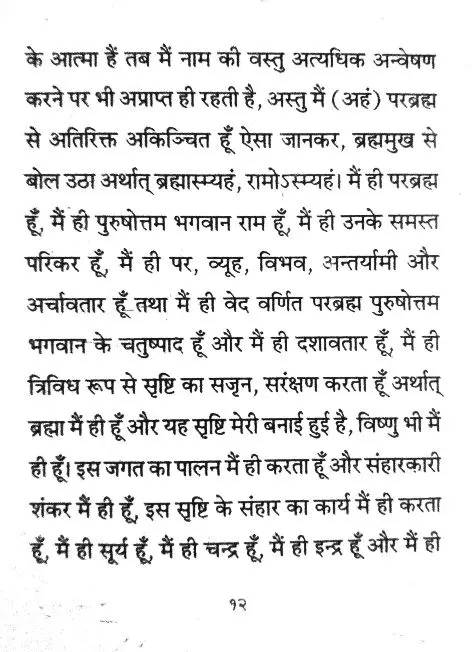 के आत्मा हैं तब मैं नाम की वस्तु अत्यधिक अन्वेषण
करने पर भी अप्राप्त ही रहती है, अस्तु मैं (अहं) परब्रह्म
से अतिरिक्त अकिञ्चित हूँ ऐसा जानकर, ब्रह्ममुख से
बोल उठा अर्थात् ब्रह्मास्म्यहं, रामोऽस्म्यहं। मैं ही परब्रह्म
हूँ, मैं ही पुरुषोत्तम भगवान राम हूँ, मैं ही उनके समस्त
परिकर हूँ, मैं ही पर, व्यूह, विभव, अन्तर्यामी और
अर्चावतार हूँ तथा मैं ही वेद वर्णित परब्रह्म पुरुषोत्तम
भगवान के चतुष्पाद हूँ और मैं ही दशावतार हूँ, मैं ही
त्रिविध रूप से सृष्टि का सजृन, सरंक्षण करता हूँ अर्थात्
ब्रह्मा मैं ही हूँ और यह सृष्टि मेरी बनाई हुई है, विष्णु भी मैं
ही हूँ। इस जगत का पालन मैं ही करता हूँ और संहारकारी
शंकर मैं ही हूँ, इस सृष्टि के संहार का कार्य मैं ही करता
हूँ, मैं ही सूर्य हूँ, मैं ही चन्द्र हूँ, मैं ही इन्द्र हूँ और मैं ही
१२